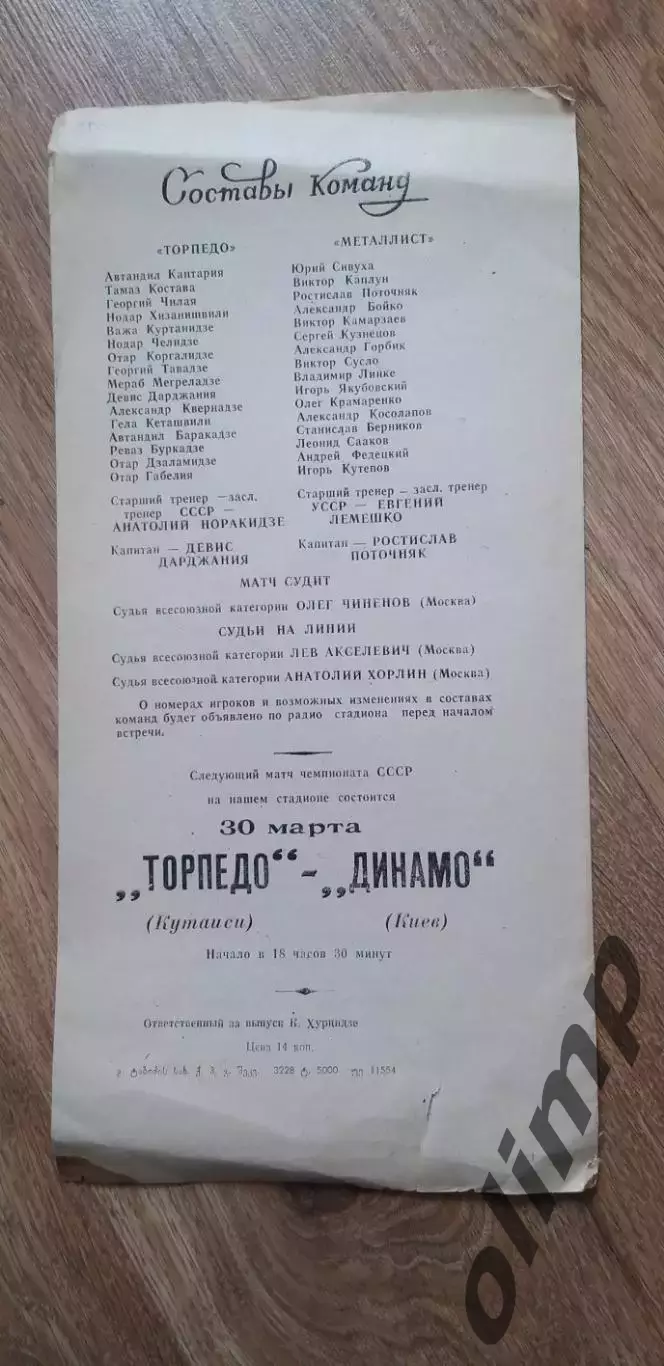 Составы Команд
«ТОРПЕДО»
Автандил Кантария
Тамаз Костава
Георгий Чилая
Нодар Хизанишвили
Важа Куртанидзе
Нодар Челидзе
Отар Коргалидзе
Георгий Тавадзе
Мераб Мегреладзе
Девис Дарджания
Александр Квернадзе
Гела Кеташвили
Автандил Баракадзе
Реваз Буркадзе
Отар Дзаламидзе
Отар Габелия
Старший тренер — засл.
тренер СССР —
АНАТОЛИЙ НОРАКИДЗЕ
Капитан — ДЕВИС
ДАРДЖАНИЯ
«МЕТАЛЛИСТ»
Юрий Сивуха
Виктор Каплун
Ростислав Поточняк
Александр Бойко
Виктор Камарзаев
Сергей Кузнецов
Александр Горбик
Виктор Сусло
Владимир Линке
Игорь Якубовский
Олег Крамаренко
Александр Косолапов
Станислав Берников
Леонид Сааков
Андрей Федецкий
Игорь Кутепов
Старший тренер — засл. тренер
УССР — ЕВГЕНИЙ
ЛЕМЕШКО
Капитан — РОСТИСЛАВ
ПОТОЧНЯК
МАТЧ СУДИТ
Судья всесоюзной категории ОЛЕГ ЧИНЕНОВ (Москва)
СУДЬИ НА ЛИНИИ
Судья всесоюзной категории ЛЕВ АКСЕЛЕВИЧ (Москва)
Судья всесоюзной категории АНАТОЛИЙ ХОРЛИН (Москва)
О номерах игроков и возможных изменениях в составах
команд будет объявлено по радио стадиона перед началом
встречи.
Следующий матч чемпионата СССР
на нашем стадионе состоится
30 марта
„ТОРПЕДО“ - „ДИНАМО“
(Кутаиси) (Киев)
Начало в 18 часов 30 минут
Ответственный за выпуск К. Хурцидзе
Цена 14 коп.
3228 ტ. 5000 11554
olimp